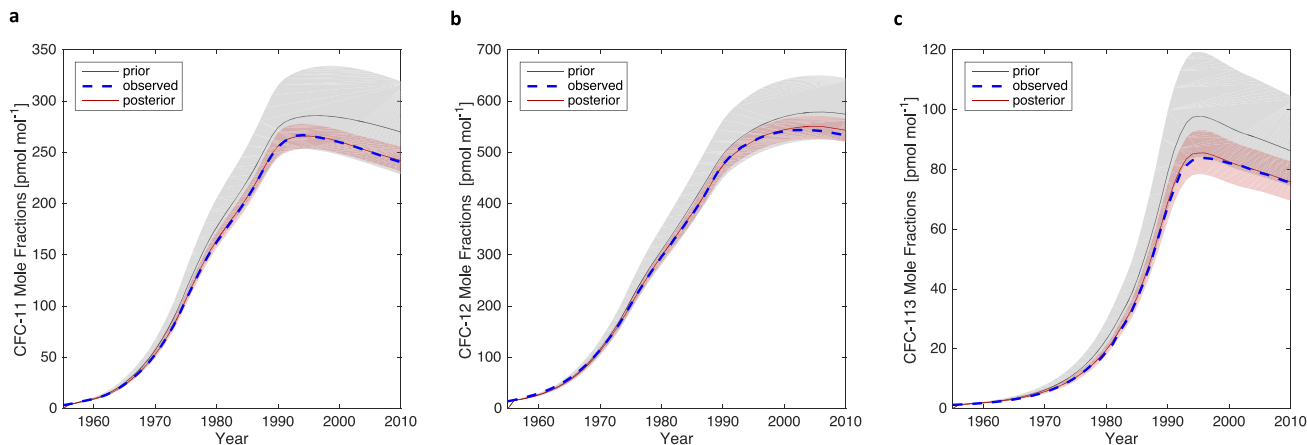 a
350
300
250
200
150
100
50
0
CFC-11 Mole Fractions [pmol mol-1]
prior
observed
posterior
1960 1970 1980 1990 2000 2010
Year
b
700
600
500
400
300
200
100
0
CFC-12 Mole Fractions [pmol mol-1]
prior
observed
posterior
1960 1970 1980 1990 2000 2010
Year
c
120
100
80
60
40
20
0
CFC-113 Mole Fractions [pmol mol-1]
prior
observed
posterior
1960 1970 1980 1990 2000 2010
Year